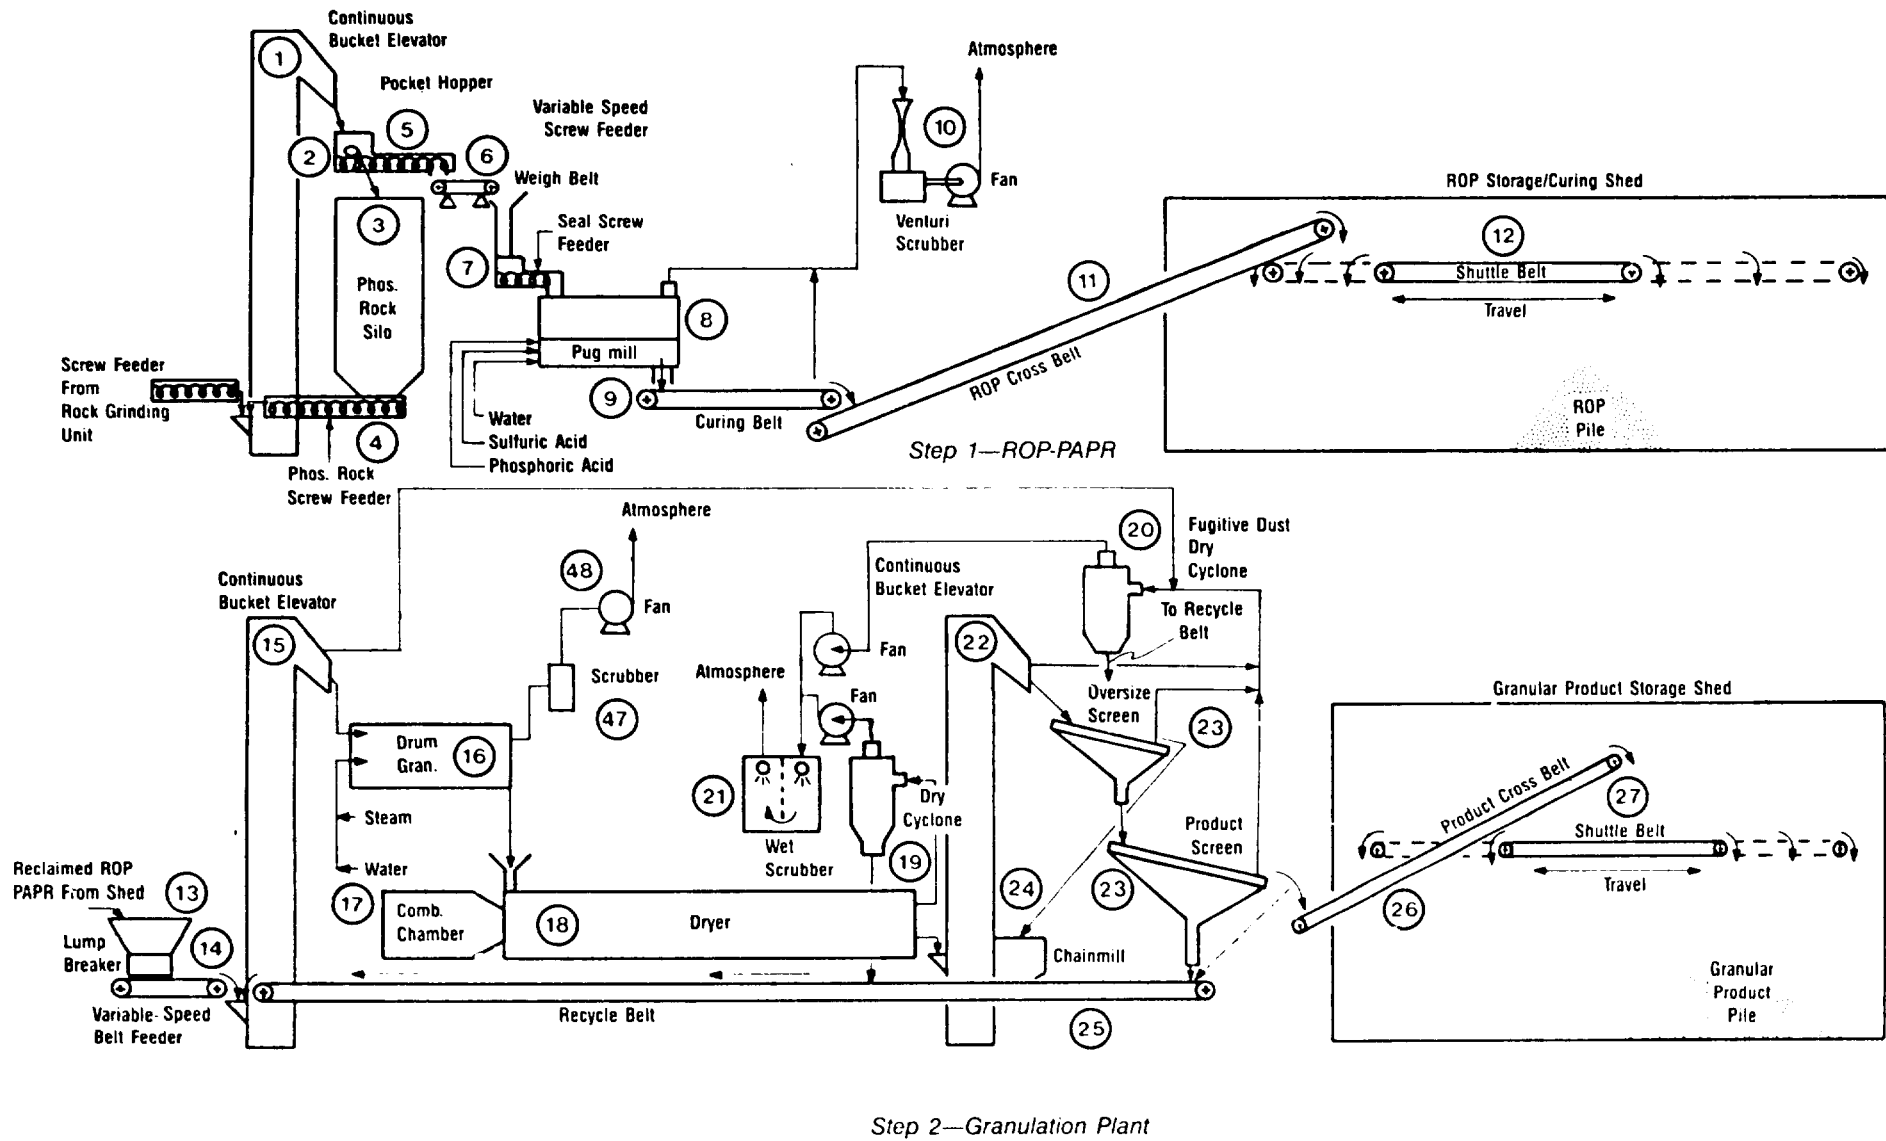 Continuous
Bucket Elevator
1
Pocket Hopper
5
2
Variable Speed
Screw Feeder
6
Weigh Belt
3
Phos.
Rock
Silo
Seal Screw
Feeder
7
8
Pug mill
Screw Feeder
From
Rock Grinding
Unit
4
Phos. Rock
Screw Feeder
9
Curing Belt
Water
Sulfuric Acid
Phosphoric Acid
Atmosphere
10
Fan
Venturi
Scrubber
11
ROP Cross Belt
ROP Storage/Curing Shed
12
Shuttle Belt
Travel
ROP
Pile
Step 1—ROP-PAPR
Atmosphere
48
Fan
Continuous
Bucket Elevator
15
Scrubber
47
Drum
Gran.
16
Steam
Water
Reclaimed ROP
PAPR From Shed
13
Lump
Breaker
14
Variable-Speed
Belt Feeder
17
Comb.
Chamber
18
Dryer
Recycle Belt
Atmosphere
21
Wet
Scrubber
Fan
Fan
Dry
Cyclone
19
Continuous
Bucket Elevator
22
20
Fugitive Dust
Dry
Cyclone
To Recycle
Belt
Oversize
Screen
23
Product
Screen
23
24
Chainmill
25
26
Granular Product Storage Shed
Product Cross Belt
27
Shuttle Belt
Travel
Granular
Product
Pile
Step 2—Granulation Plant